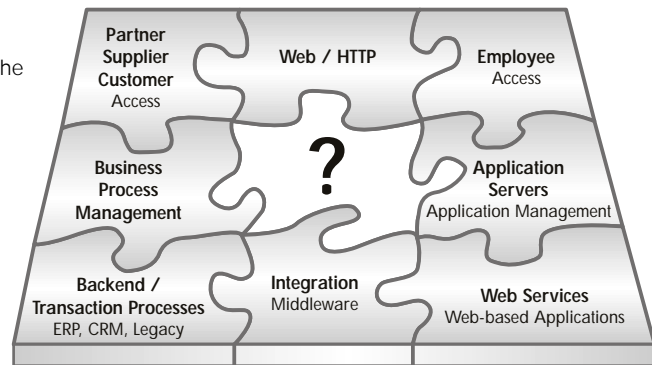 he
Partner
Supplier
Customer
Access
Web / HTTP
Employee
Access
Business
Process
Management
?
Application
Servers
Application Management
Backend /
Transaction Processes
ERP, CRM, Legacy
Integration
Middleware
Web Services
Web-based Applications